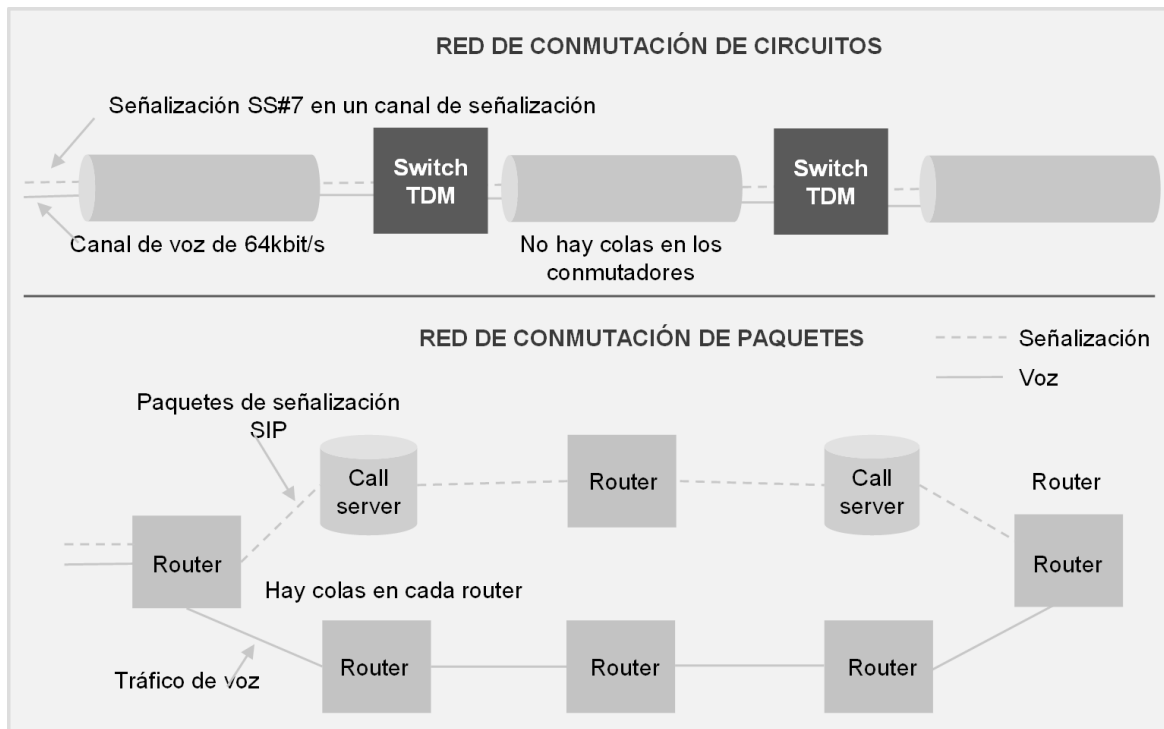 RED DE CONMUTACIÓN DE CIRCUITOS
Señalización SS#7 en un canal de señalización
Switch
TDM
Switch
TDM
Canal de voz de 64kbit/s
No hay colas en los
conmutadores
RED DE CONMUTACIÓN DE PAQUETES
Señalización
Voz
Paquetes de señalización
SIP
Call
server
Router
Call
server
Router
Router
Router
Hay colas en cada router
Router
Router
Router
Tráfico de voz